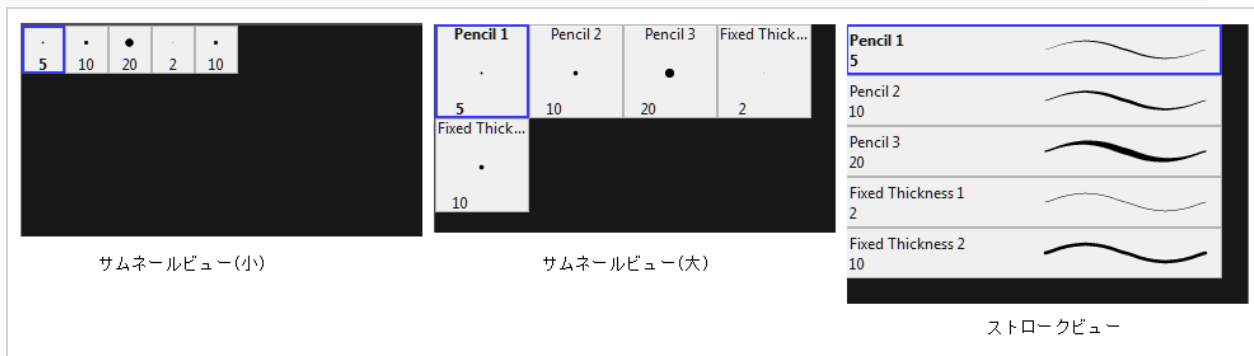 5 10 20 2 10
サムネールビュー(小)
Pencil 1 Pencil 2 Pencil 3 Fixed Thick...
5 10 20 2
Fixed Thick...
10
サムネールビュー(大)
Pencil 1
5
Pencil 2
10
Pencil 3
20
Fixed Thickness 1
2
Fixed Thickness 2
10
ストロークビュー